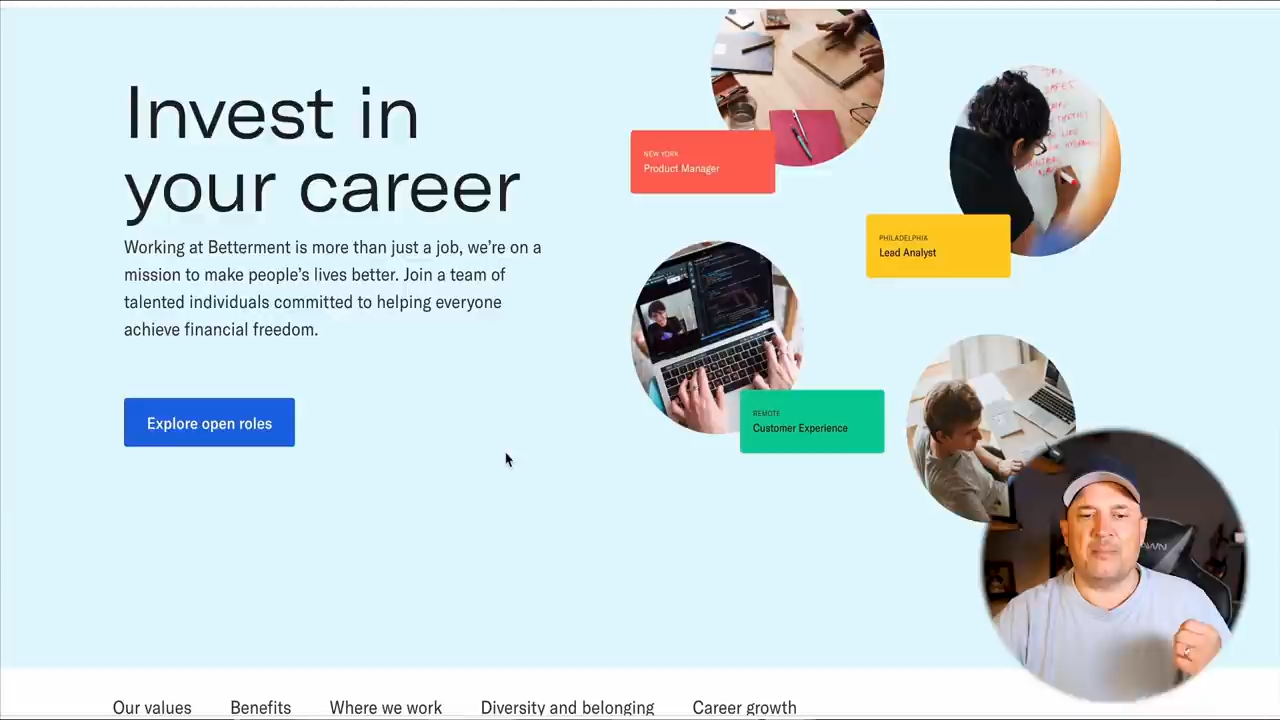 Invest in
your career
Working at Betterment is more than just a job, we're on a
mission to make people's lives better. Join a team of
talented individuals committed to helping everyone
achieve financial freedom.
Explore open roles
NEW YORK
Product Manager
PHILADELPHIA
Lead Analyst
REMOTE
Customer Experience
Our values
Benefits
Where we work
Diversity and belonging
Career growth